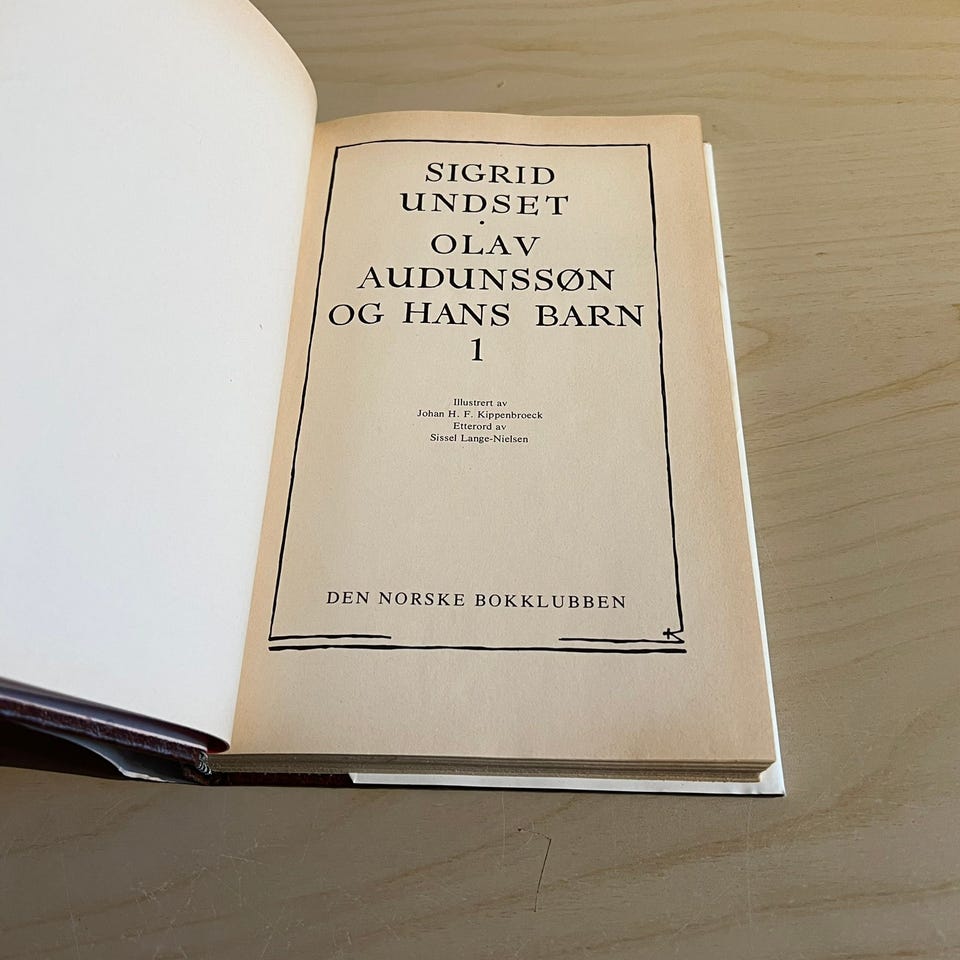 SIGRID
UNDSET
·
OLAV
AUDUNSSØN
OG HANS BARN
1
Illustrert av
Johan H. F. Kippenbroeck
Etterord av
Sissel Lange-Nielsen
DEN NORSKE BOKKLUBBEN